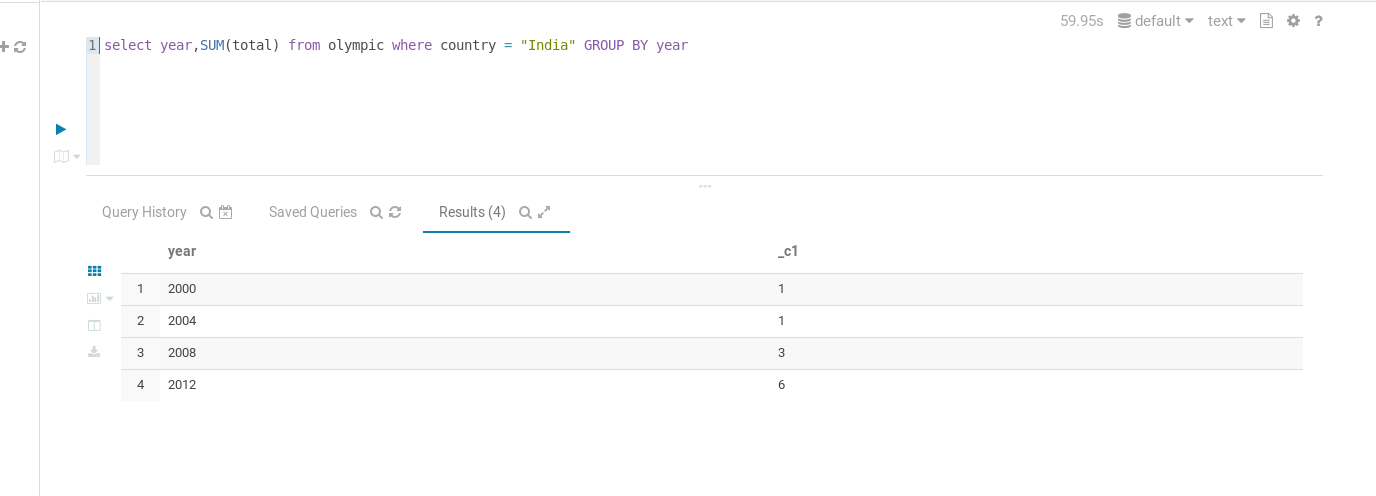 59.95s default text ?
1 select year,SUM(total) from olympic where country = "India" GROUP BY year
Query History Saved Queries Results (4)
year _c1
1 2000 1
2 2004 1
3 2008 3
4 2012 6